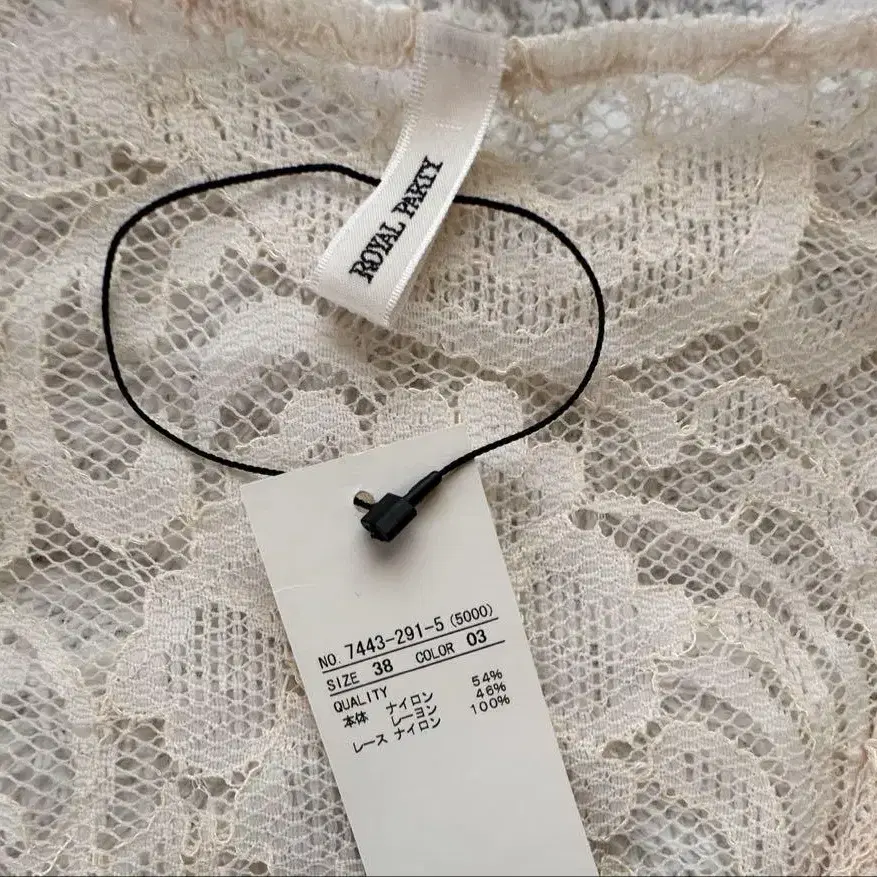 ROYAL PARTY
NO. 7443-291-5 (5000)
SIZE 38 COLOR 03
QUALITY
本体 ナイロン 54%
レーヨン 46%
レース ナイロン 100%